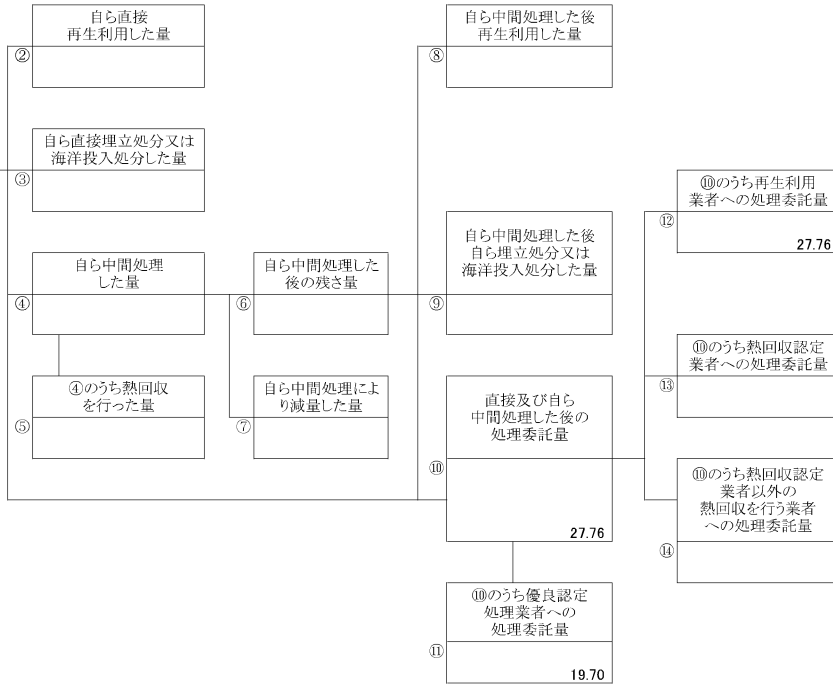 自ら直接
再生利用した量
②
自ら直接埋立処分又は
海洋投入処分した量
③
自ら中間処理
した量
④
④のうち熱回収
を行った量
⑤
自ら中間処理した
後の残さ量
⑥
自ら中間処理によ
り減量した量
⑦
自ら中間処理した後
再生利用した量
⑧
自ら中間処理した後
自ら埋立処分又は
海洋投入処分した量
⑨
直接及び自ら
中間処理した後の
処理委託量
⑩
27.76
⑩のうち優良認定
処理業者への
処理委託量
⑪
19.70
⑩のうち再生利用
業者への処理委託量
⑫
27.76
⑩のうち熱回収認定
業者への処理委託量
⑬
⑩のうち熱回収認定
業者以外の
熱回収を行う業者
への処理委託量
⑭